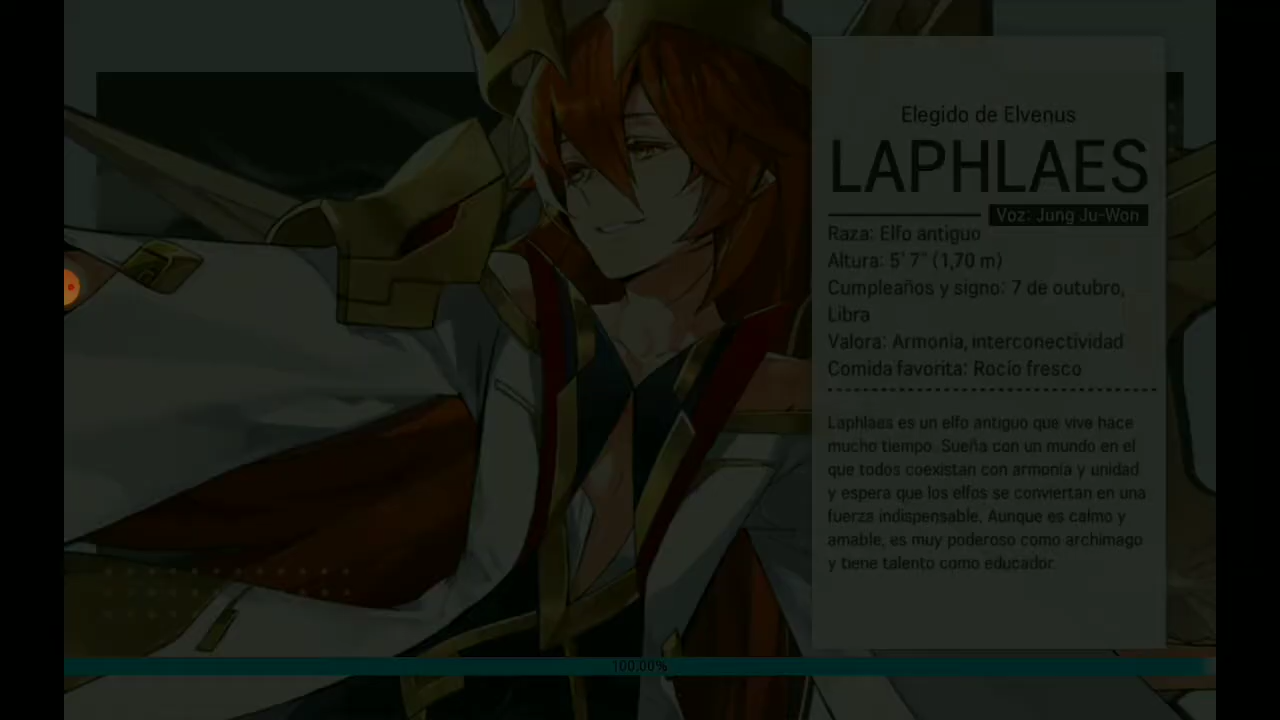 Elegido de Elvenus
LAPHLAES
Voz: Jung Ju-Won
Raza: Elfo antiguo
Altura: 5' 7" (1,70 m)
Cumpleaños y signo: 7 de outubro,
Libra
Valora: Armonía, interconectividad
Comida favorita: Rocío fresco
Laphlaes es un elfo antiguo que vive hace
mucho tiempo. Sueña con un mundo en el
que todos coexistan con armonía y unidad
y espera que los elfos se conviertan en una
fuerza indispensable. Aunque es calmo y
amable, es muy poderoso como archimago
y tiene talento como educador.
100.00%